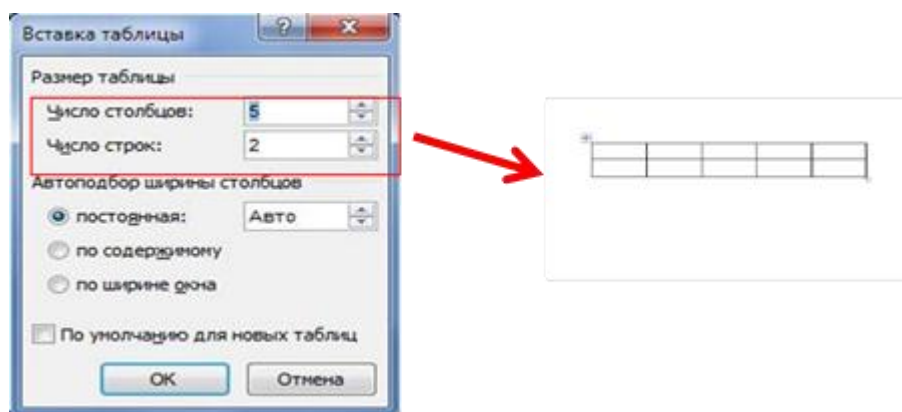 Вставка таблицы
Размер таблицы
Число столбцов: 5
Число строк: 2
Автоподбор ширины столбцов
постоянная: Авто
по содержимому
по ширине окна
По умолчанию для новых таблиц
ОК Отмена